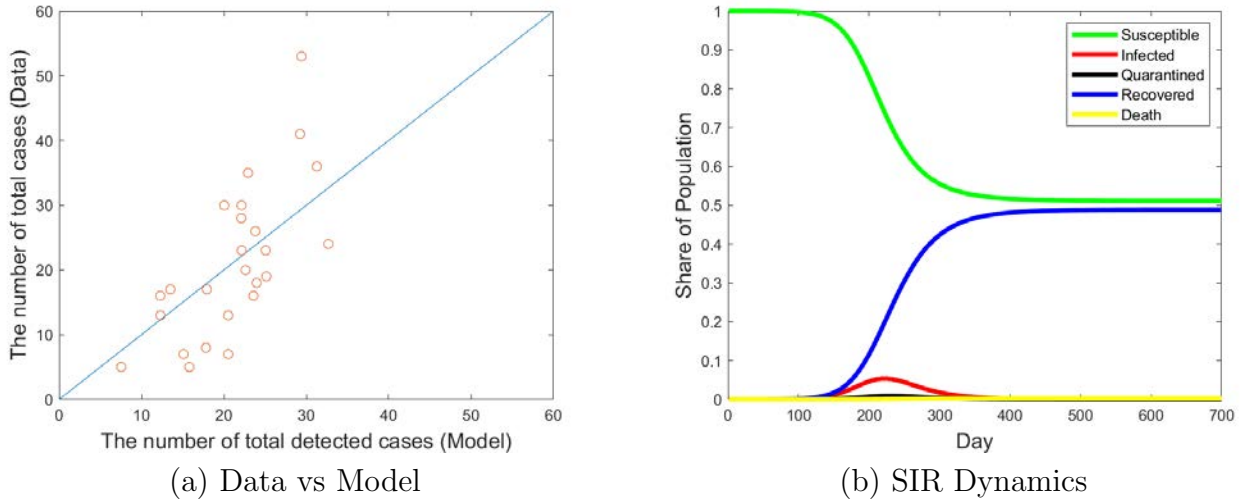 The number of total cases (Data)
60
50
40
30
20
10
0
0 10 20 30 40 50 60
The number of total detected cases (Model)
(a) Data vs Model
Share of Population
1
0.9
0.8
0.7
0.6
0.5
0.4
0.3
0.2
0.1
0
0 100 200 300 400 500 600 700
Day
Susceptible
Infected
Quarantined
Recovered
Death
(b) SIR Dynamics